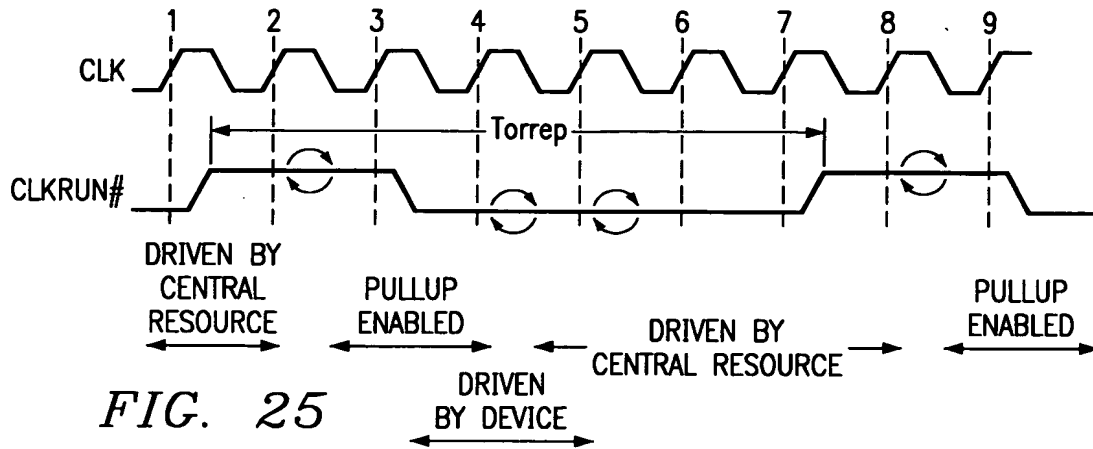 1 2 3 4 5 6 7 8 9
CLK
Torrep
CLKRUN#
DRIVEN BY
CENTRAL
RESOURCE
PULLUP
ENABLED
DRIVEN BY
CENTRAL RESOURCE
PULLUP
ENABLED
DRIVEN
BY DEVICE
FIG. 25